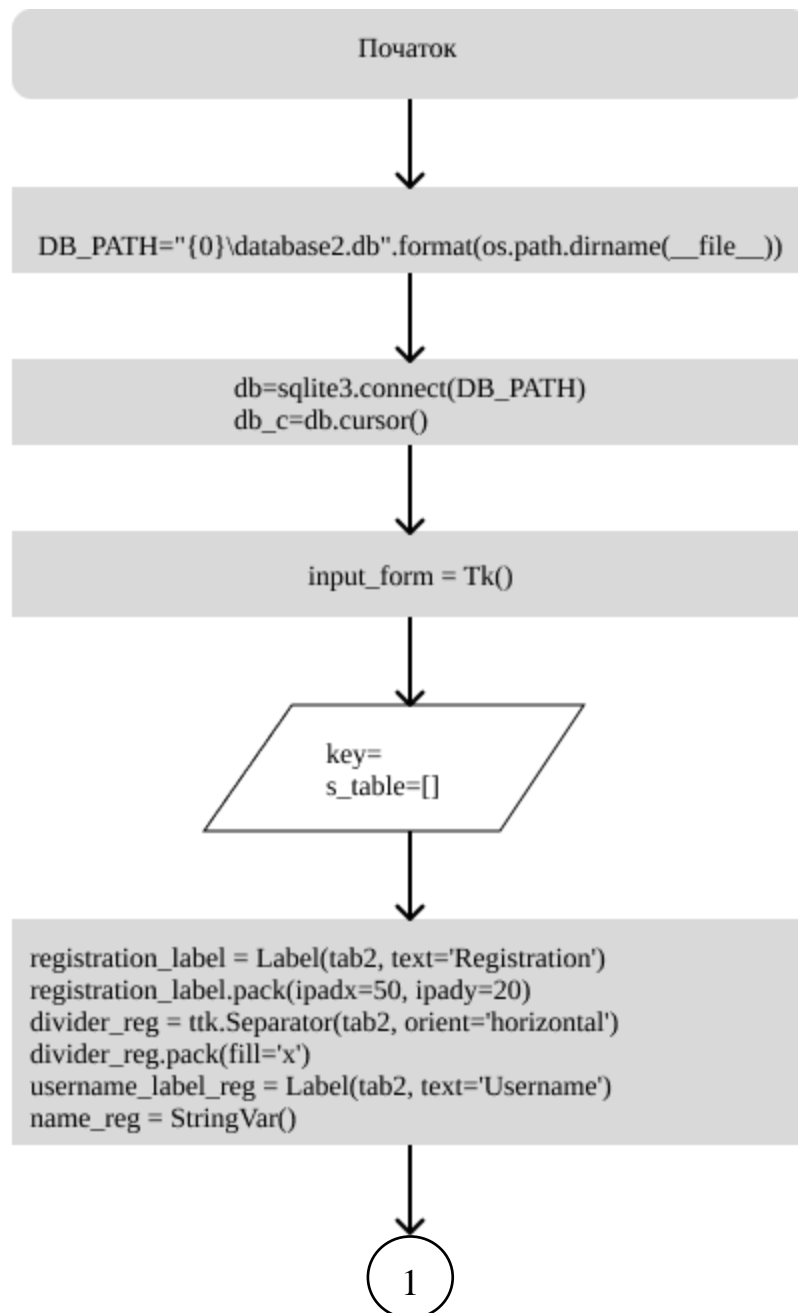 Початок
DB_PATH="{0}\database2.db".format(os.path.dirname(__file__))
db=sqlite3.connect(DB_PATH)
db_c=db.cursor()
input_form = Tk()
key=
s_table=[]
registration_label = Label(tab2, text='Registration')
registration_label.pack(ipadx=50, ipady=20)
divider_reg = ttk.Separator(tab2, orient='horizontal')
divider_reg.pack(fill='x')
username_label_reg = Label(tab2, text='Username')
name_reg = StringVar()
1